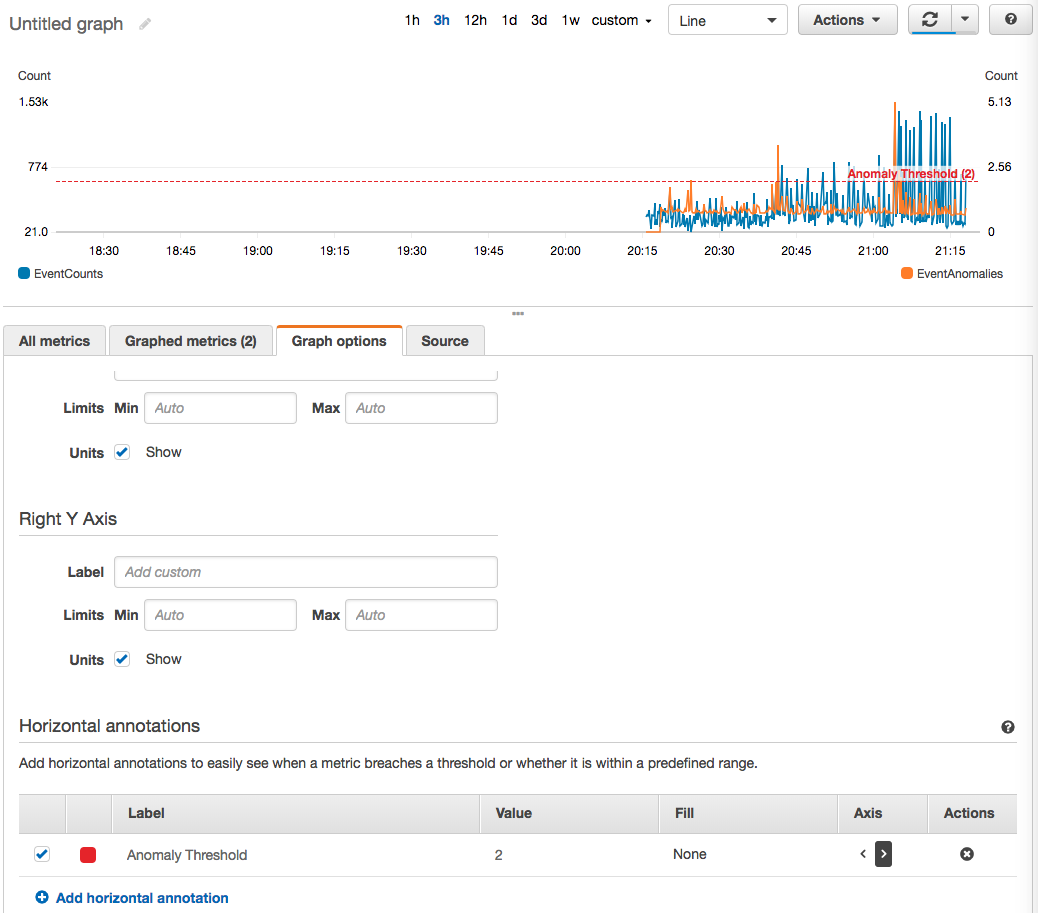 Untitled graph
1h 3h 12h 1d 3d 1w custom
Line
Actions
Count
Count
1.53k
5.13
774
2.56
Anomaly Threshold (2)
21.0
0
18:30 18:45 19:00 19:15 19:30 19:45 20:00 20:15 20:30 20:45 21:00 21:15
EventCounts
EventAnomalies
All metrics
Graphed metrics (2)
Graph options
Source
Limits Min Auto Max Auto
Units Show
Right Y Axis
Label Add custom
Limits Min Auto Max Auto
Units Show
Horizontal annotations
Add horizontal annotations to easily see when a metric breaches a threshold or whether it is within a predefined range.
Label Value Fill Axis Actions
Anomaly Threshold 2 None
Add horizontal annotation